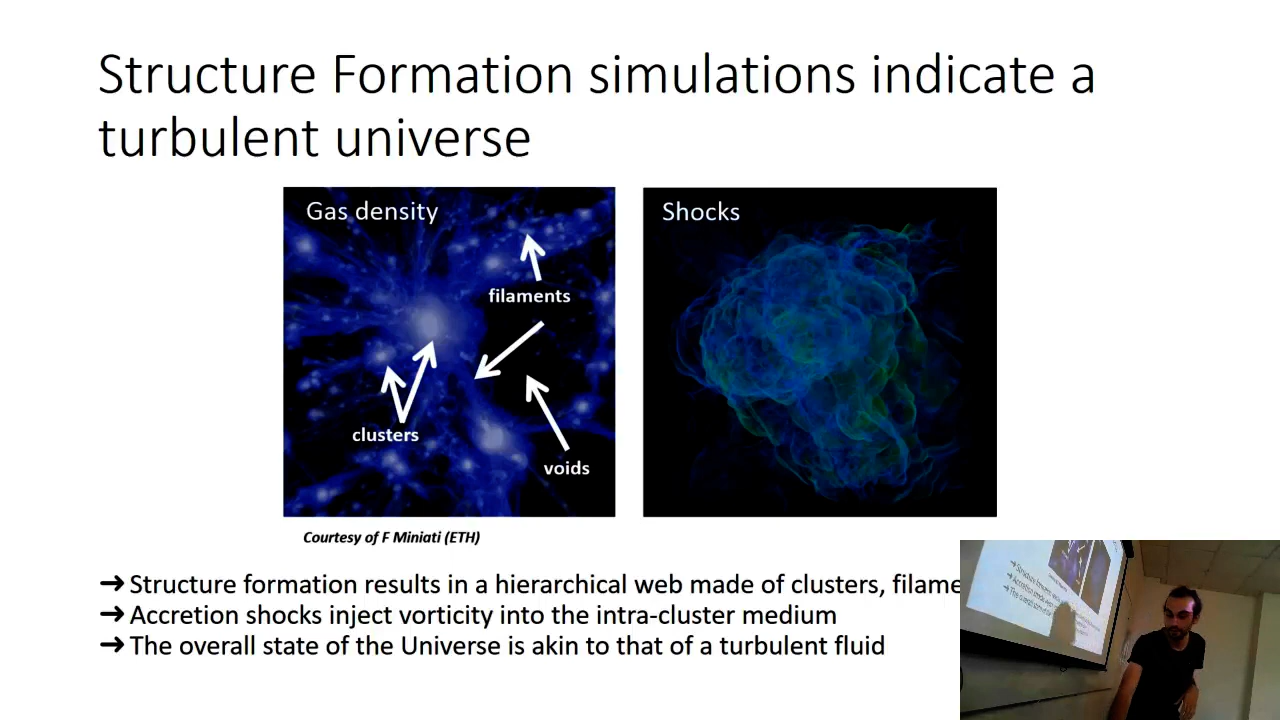 Structure Formation simulations indicate a
turbulent universe
Gas density
filaments
clusters
voids
Shocks
Courtesy of F Miniati (ETH)
➔ Structure formation results in a hierarchical web made of clusters,
➔ Accretion shocks inject vorticity into the intra-cluster medium
➔ The overall state of the Universe is akin to that of a turbulent fluid